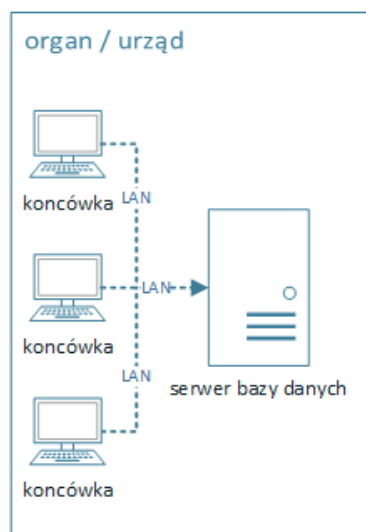 organ / urząd
LAN
koncówka
LAN
koncówka
LAN
serwer bazy danych
koncówka